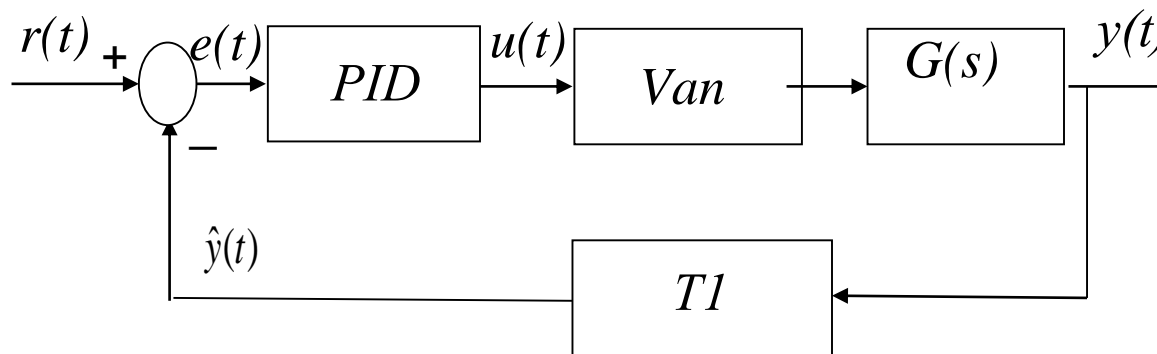 r(t)
+
e(t)
PID
u(t)
Van
G(s)
y(t)
−
ŷ(t)
T1